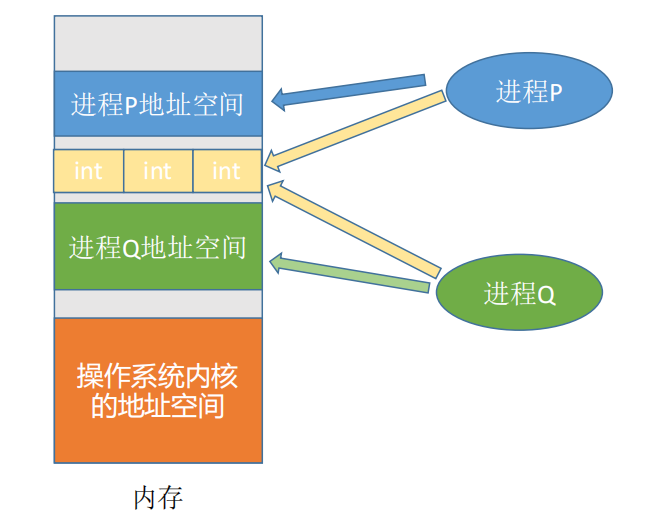 进程P地址空间
进程P
int int int
进程Q地址空间
进程Q
操作系统内核
的地址空间
内存